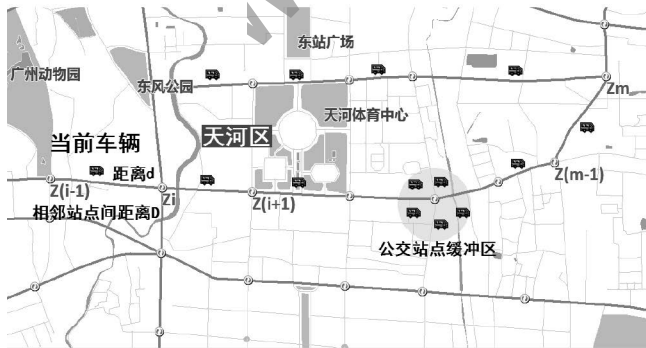 东站广场
广州动物园
东风公园
Zm
天河体育中心
当前车辆
天河区
距离d
Z(m-1)
Z(i-1)
Zi
Z(i+1)
相邻站点间距离D
公交站点缓冲区